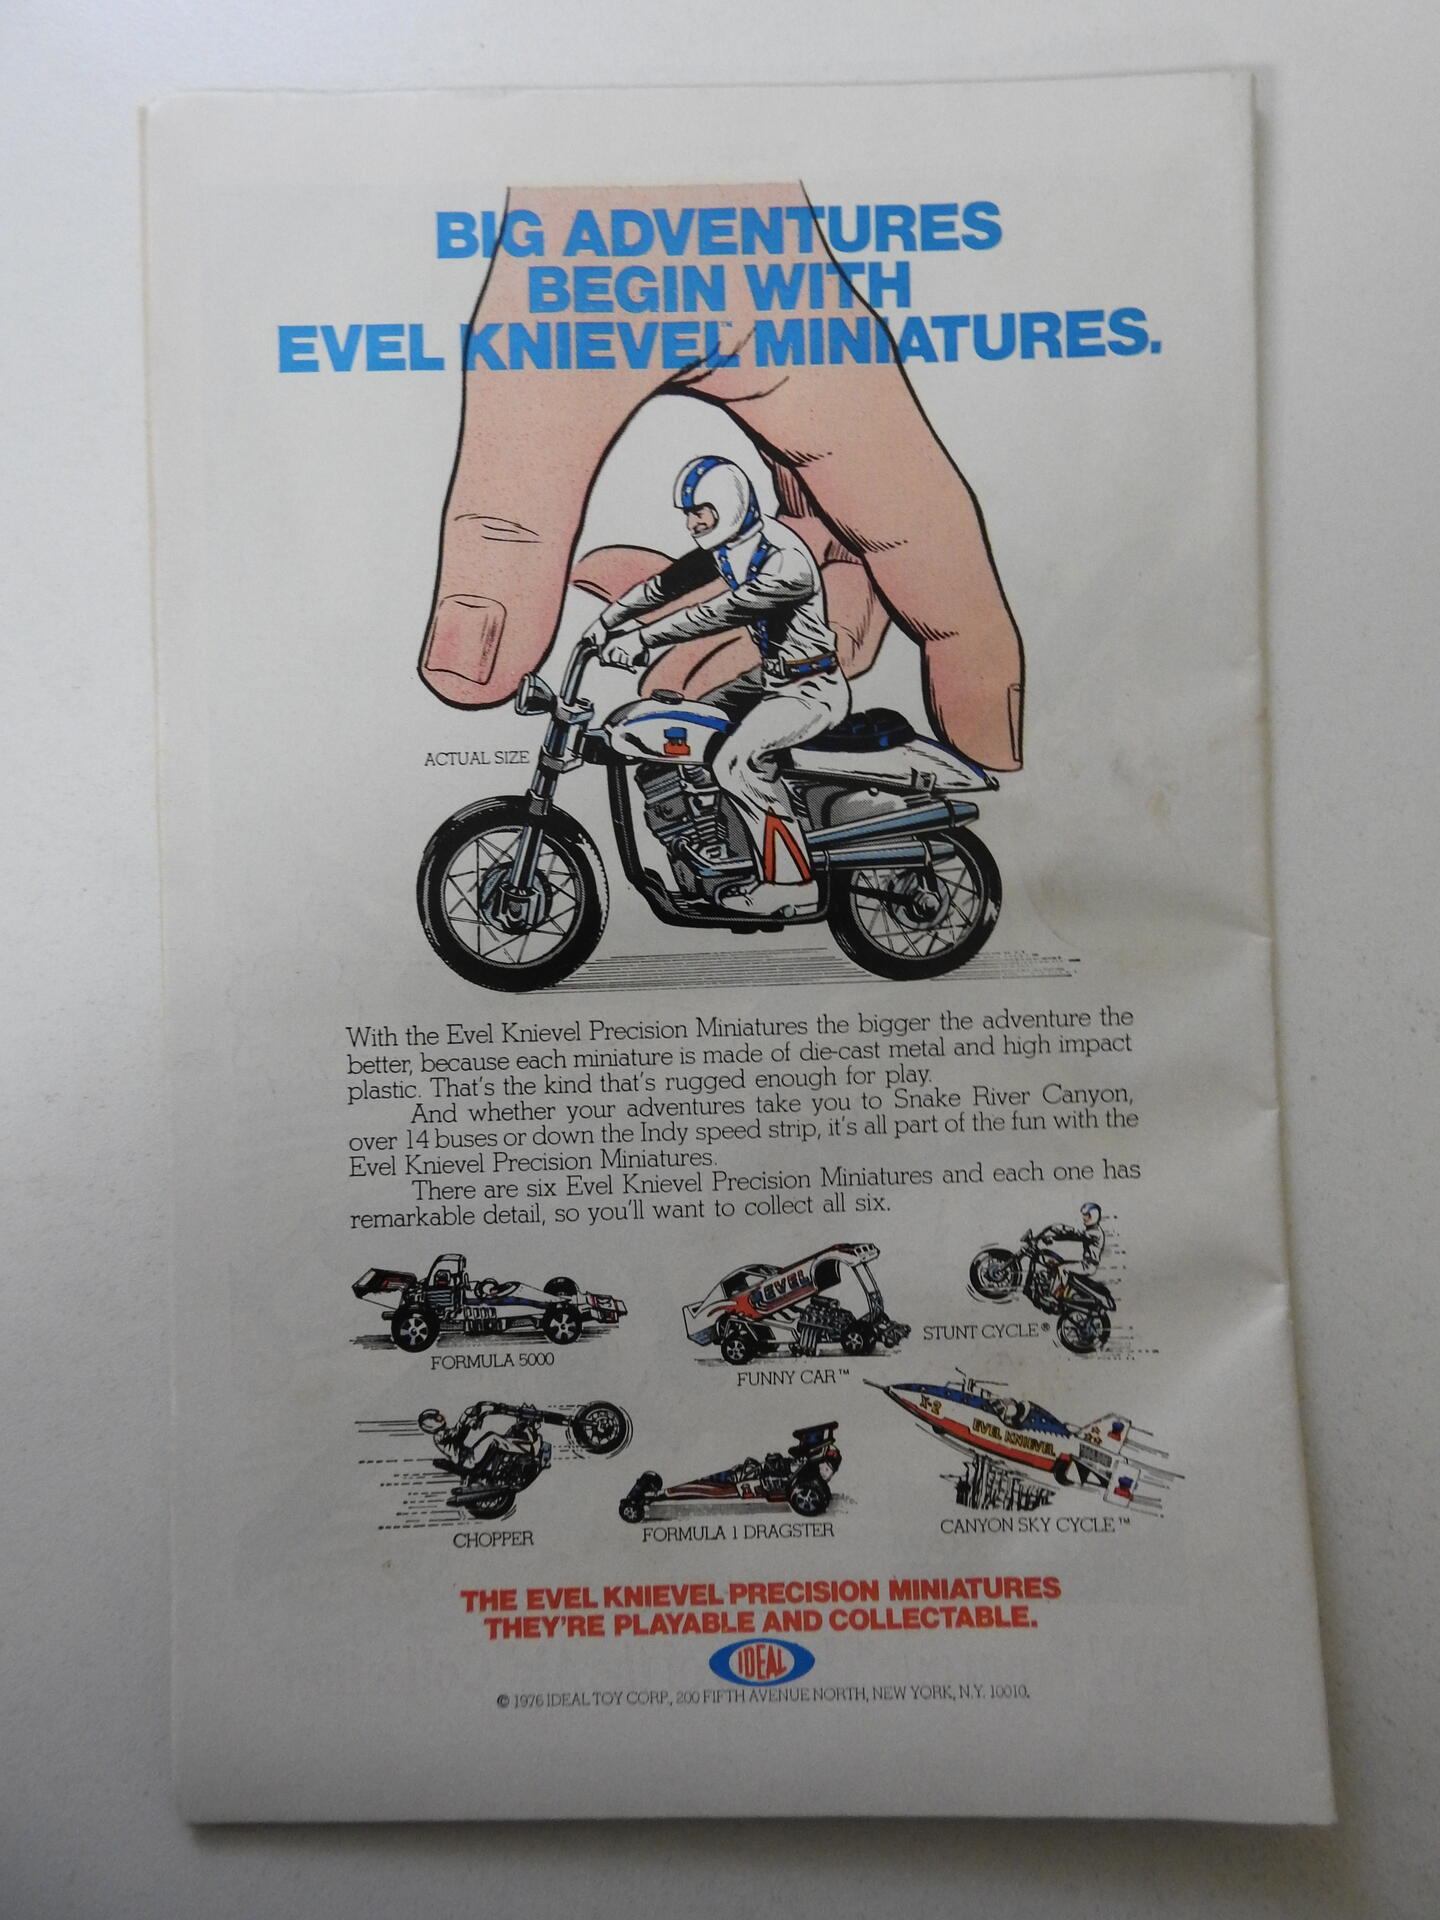 BIG ADVENTURES
BEGIN WITH
EVEL KNIEVEL™ MINIATURES.
ACTUAL SIZE
With the Evel Knievel Precision Miniatures the bigger the adventure the
better, because each miniature is made of die-cast metal and high impact
plastic. That's the kind that's rugged enough for play.
And whether your adventures take you to Snake River Canyon,
over 14 buses or down the Indy speed strip, it's all part of the fun with the
Evel Knievel Precision Miniatures.
There are six Evel Knievel Precision Miniatures and each one has
remarkable detail, so you'll want to collect all six.
EVEL
STUNT CYCLE®
FORMULA 5000
FUNNY CAR™
X-2
EVEL KNIEVEL
CHOPPER
FORMULA 1 DRAGSTER
CANYON SKY CYCLE™
THE EVEL KNIEVEL PRECISION MINIATURES
THEY'RE PLAYABLE AND COLLECTABLE.
IDEAL
© 1976 IDEAL TOY CORP., 200 FIFTH AVENUE NORTH, NEW YORK, N.Y. 10010.